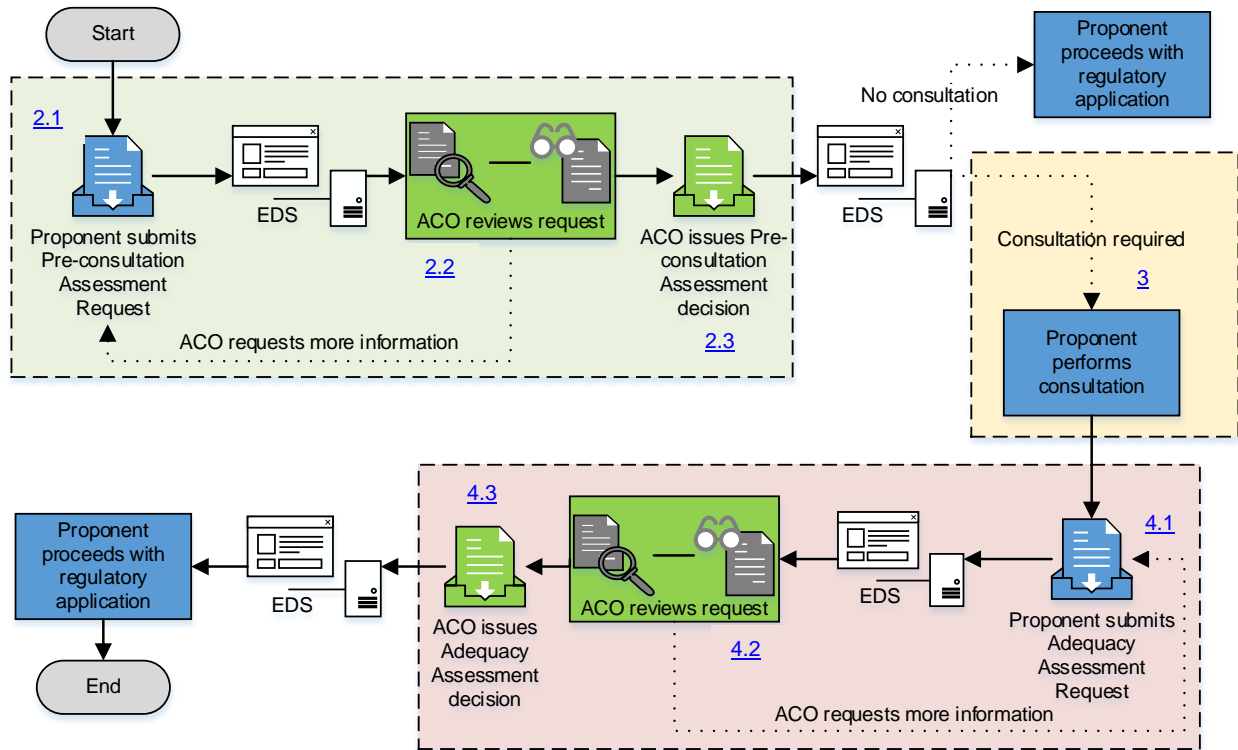 Start
Proponent
proceeds with
regulatory
application
No consultation
2.1
EDS
ACO reviews request
EDS
Proponent submits
Pre-consultation
Assessment
Request
2.2
ACO issues Pre-
consultation
Assessment
decision
2.3
ACO requests more information
Consultation required
3
Proponent
performs
consultation
4.1
Proponent submits
Adequacy
Assessment
Request
EDS
ACO reviews request
4.2
ACO requests more information
4.3
ACO issues
Adequacy
Assessment
decision
EDS
Proponent
proceeds with
regulatory
application
End